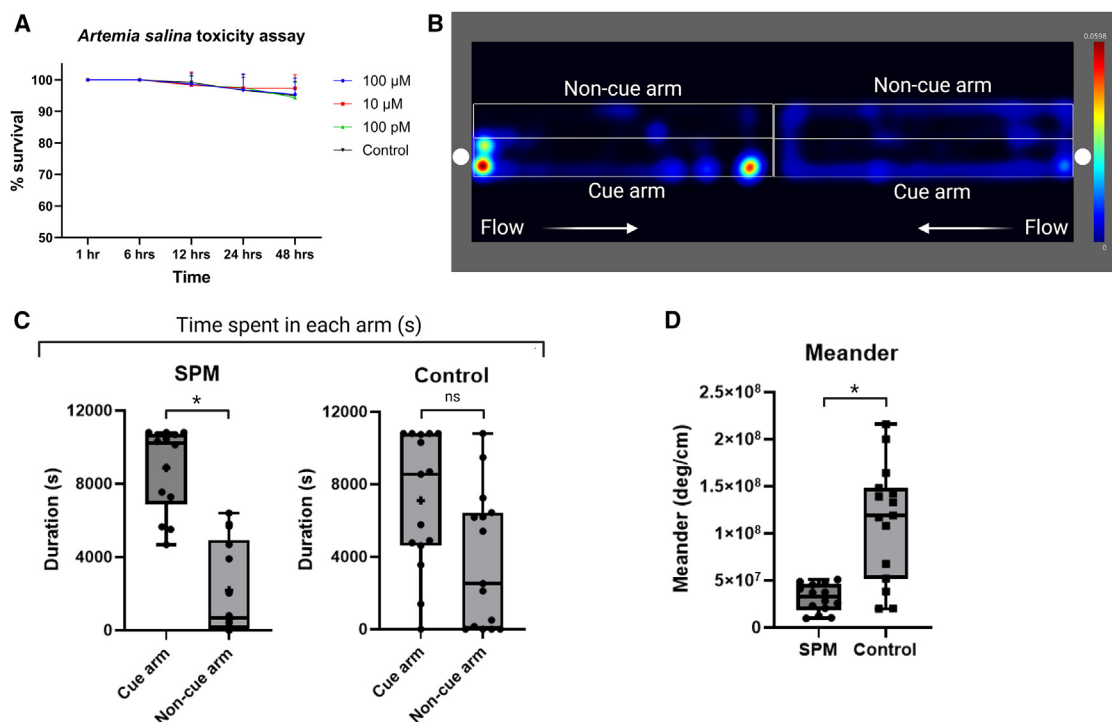 A
Artemia salina toxicity assay
% survival
100
90
80
70
60
50
1 hr
6 hrs
12 hrs
24 hrs
48 hrs
Time
100 µM
10 µM
100 pM
Control
B
0.0598
Non-cue arm
Non-cue arm
Cue arm
Cue arm
Flow
Flow
0
C
Time spent in each arm (s)
SPM
*
Duration (s)
12000
8000
4000
0
Cue arm
Non-cue arm
Control
ns
Duration (s)
12000
8000
4000
0
Cue arm
Non-cue arm
D
Meander
*
Meander (deg/cm)
2.5×10⁸
2×10⁸
1.5×10⁸
1×10⁸
5×10⁷
0
SPM
Control